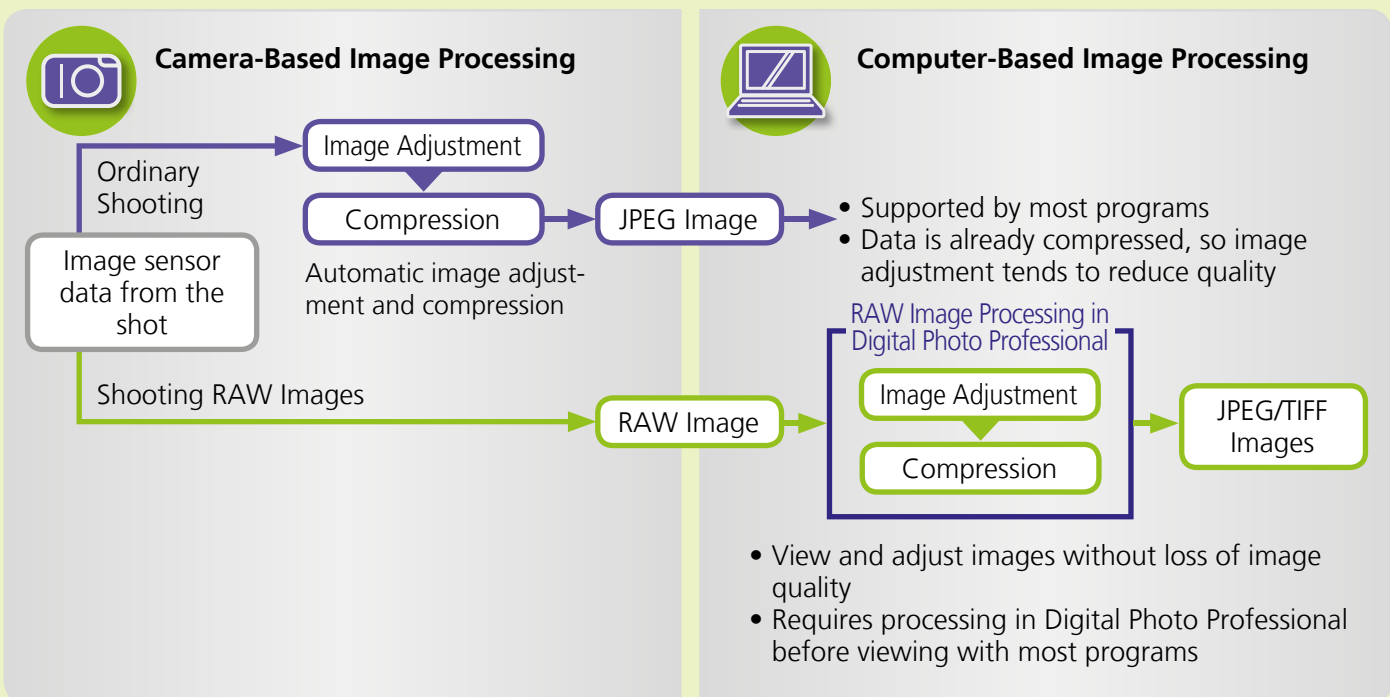 Camera-Based Image Processing
Ordinary
Shooting
Image Adjustment
Compression
Automatic image adjust-
ment and compression
Image sensor
data from the
shot
Shooting RAW Images
JPEG Image
RAW Image
Computer-Based Image Processing
• Supported by most programs
• Data is already compressed, so image
adjustment tends to reduce quality
RAW Image Processing in
Digital Photo Professional
Image Adjustment
Compression
JPEG/TIFF
Images
• View and adjust images without loss of image
quality
• Requires processing in Digital Photo Professional
before viewing with most programs